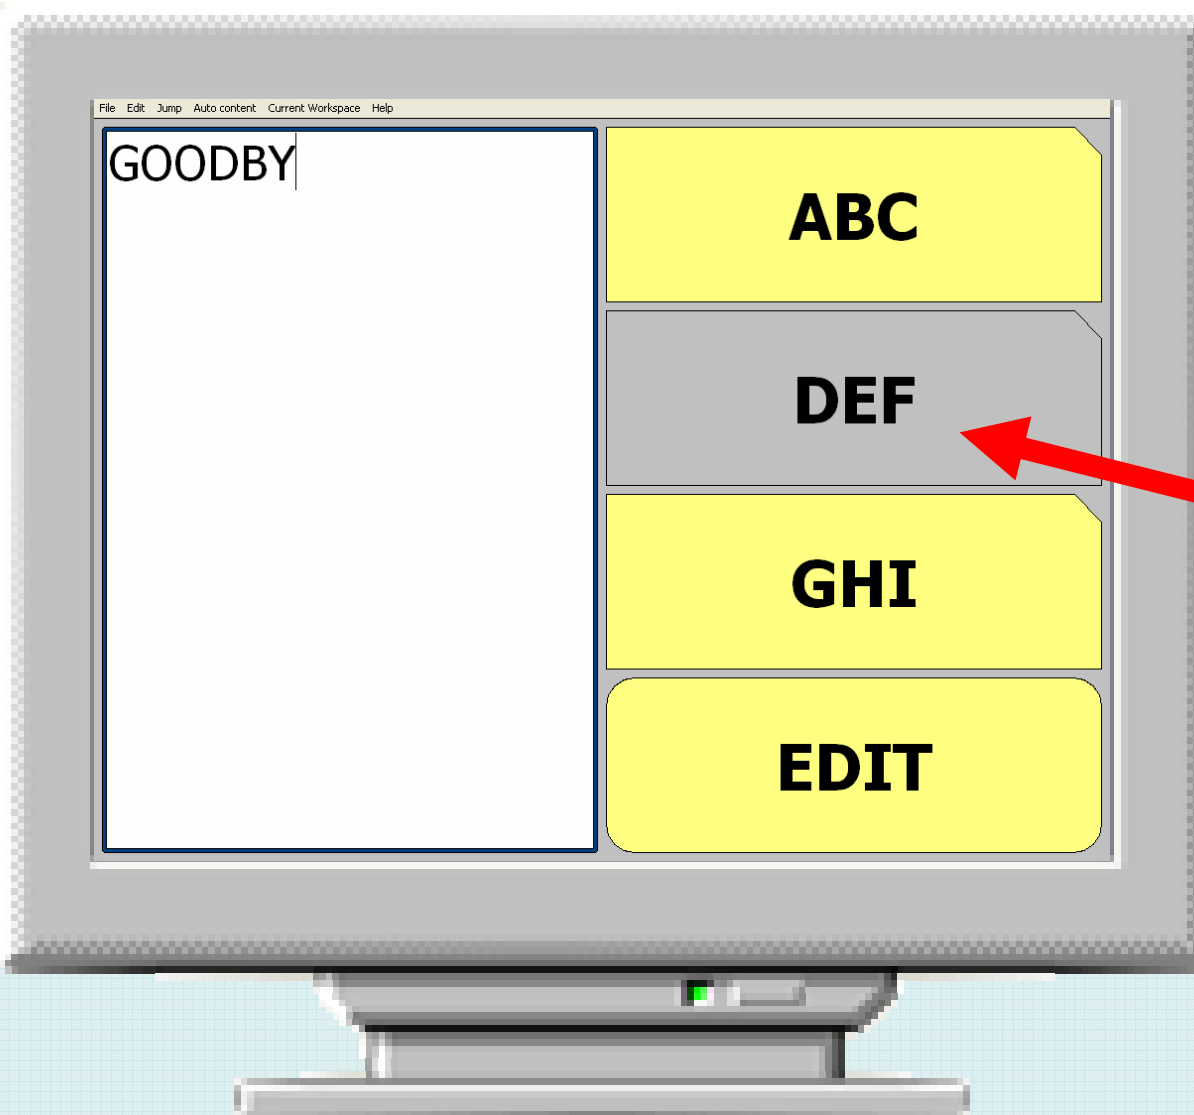 File Edit Jump Auto content Current Workspace Help
GOODBY
ABC
DEF
GHI
EDIT